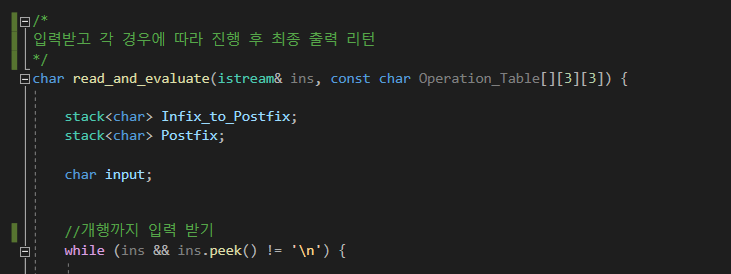 /*
입력받고 각 경우에 따라 진행 후 최종 출력 리턴
*/
char read_and_evaluate(istream& ins, const char Operation_Table[][3][3]) {
stack<char> Infix_to_Postfix;
stack<char> Postfix;
char input;
//개행까지 입력 받기
while (ins && ins.peek() != '\n') {